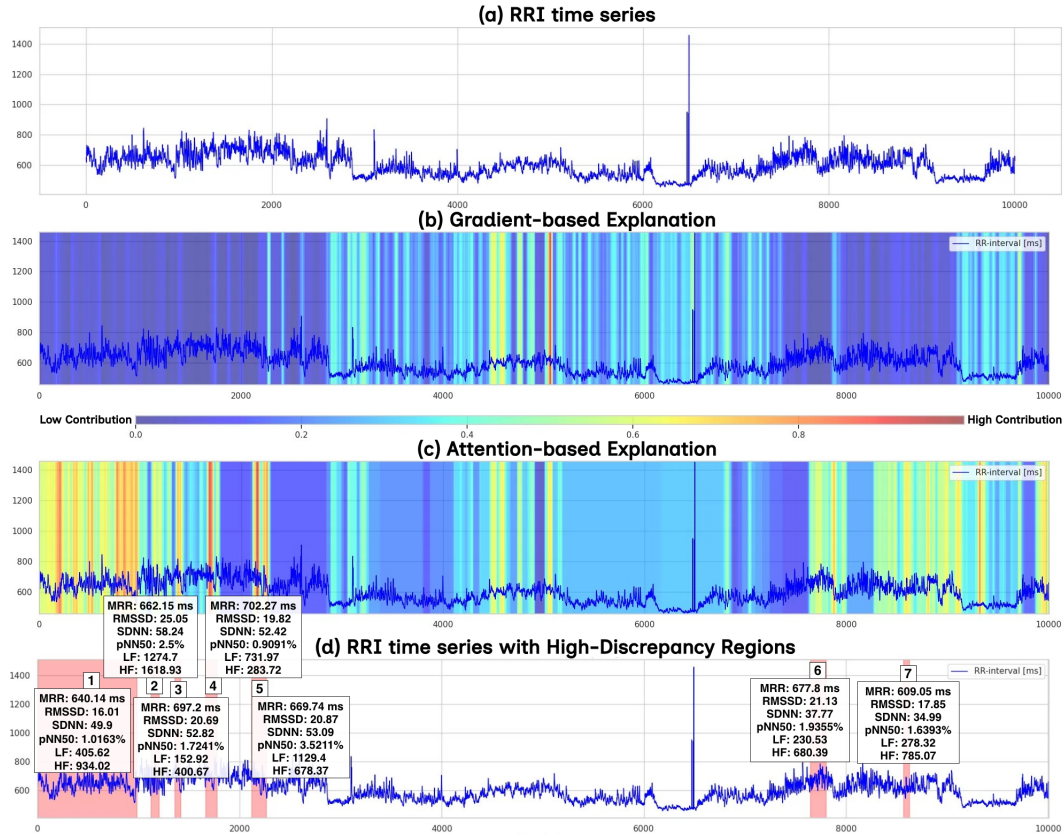 (a) RRI time series
1400
1200
1000
800
600
0 2000 4000 6000 8000 10000
(b) Gradient-based Explanation
1400
1200
1000
800
600
RR-interval [ms]
0 2000 4000 6000 8000 10000
Low Contribution
High Contribution
0.0 0.2 0.4 0.6 0.8
(c) Attention-based Explanation
1400
1200
1000
800
600
RR-interval [ms]
0 2000 4000 6000 8000 10000
MRR: 662.15 ms
RMSSD: 25.05
SDNN: 58.24
pNN50: 2.5%
LF: 1274.7
HF: 1618.93
MRR: 702.27 ms
RMSSD: 19.82
SDNN: 52.42
pNN50: 0.9091%
LF: 731.97
HF: 283.72
(d) RRI time series with High-Discrepancy Regions
1400
1200
1000
800
600
RR-interval [ms]
1
MRR: 640.14 ms
RMSSD: 16.01
SDNN: 49.9
pNN50: 1.0163%
LF: 405.62
HF: 934.02
2
3
4
MRR: 697.2 ms
RMSSD: 20.69
SDNN: 52.82
pNN50: 1.7241%
LF: 152.92
HF: 400.67
5
MRR: 669.74 ms
RMSSD: 20.87
SDNN: 53.09
pNN50: 3.5211%
LF: 1129.4
HF: 678.37
6
MRR: 677.8 ms
RMSSD: 21.13
SDNN: 37.77
pNN50: 1.9355%
LF: 230.53
HF: 680.39
7
MRR: 609.05 ms
RMSSD: 17.85
SDNN: 34.99
pNN50: 1.6393%
LF: 278.32
HF: 785.07
0 2000 4000 6000 8000 10000